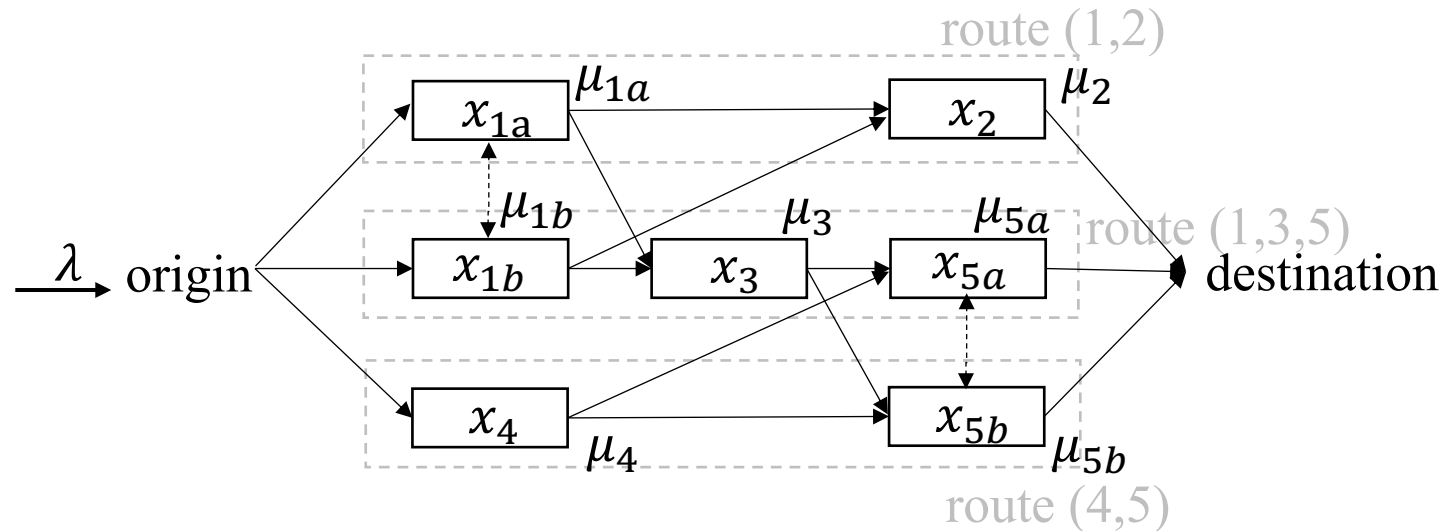 route (1,2)
μ1a
μ2
x1a
x2
μ1b
μ3
μ5a
route (1,3,5)
λ
origin
x1b
x3
x5a
destination
x4
x5b
μ4
μ5b
route (4,5)